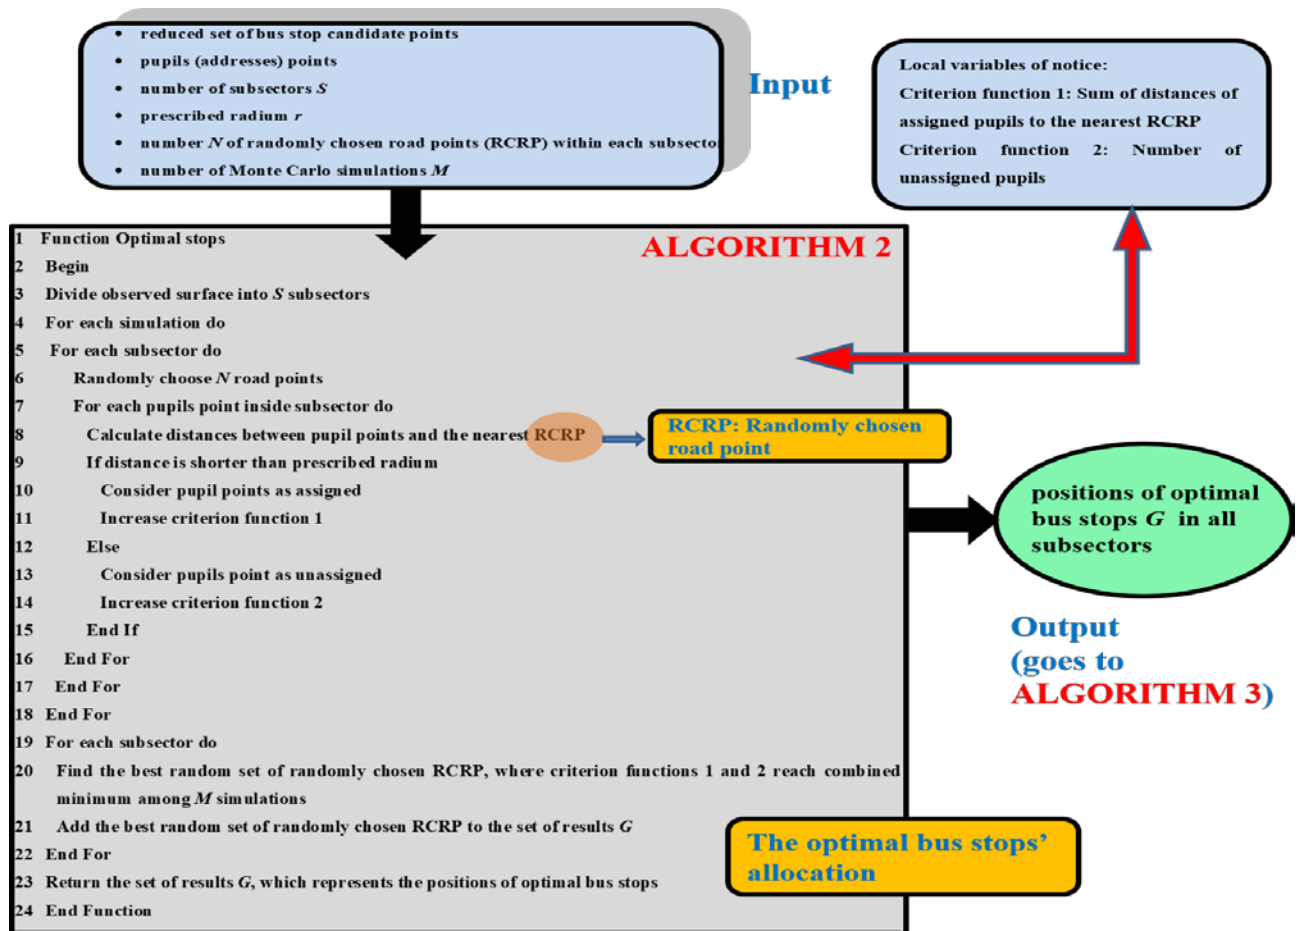 • reduced set of bus stop candidate points
• pupils (addresses) points
• number of subsectors S
• prescribed radium r
• number N of randomly chosen road points (RCRP) within each subsecto
• number of Monte Carlo simulations M
Input
Local variables of notice:
Criterion function 1: Sum of distances of
assigned pupils to the nearest RCRP
Criterion function 2: Number of
unassigned pupils
ALGORITHM 2
1 Function Optimal stops
2 Begin
3 Divide observed surface into S subsectors
4 For each simulation do
5 For each subsector do
6 Randomly choose N road points
7 For each pupils point inside subsector do
8 Calculate distances between pupil points and the nearest RCRP
9 If distance is shorter than prescribed radium
10 Consider pupil points as assigned
11 Increase criterion function 1
12 Else
13 Consider pupils point as unassigned
14 Increase criterion function 2
15 End If
16 End For
17 End For
18 End For
19 For each subsector do
20 Find the best random set of randomly chosen RCRP, where criterion functions 1 and 2 reach combined
minimum among M simulations
21 Add the best random set of randomly chosen RCRP to the set of results G
22 End For
23 Return the set of results G, which represents the positions of optimal bus stops
24 End Function
RCRP: Randomly chosen
road point
positions of optimal
bus stops G in all
subsectors
Output
(goes to
ALGORITHM 3)
The optimal bus stops’
allocation